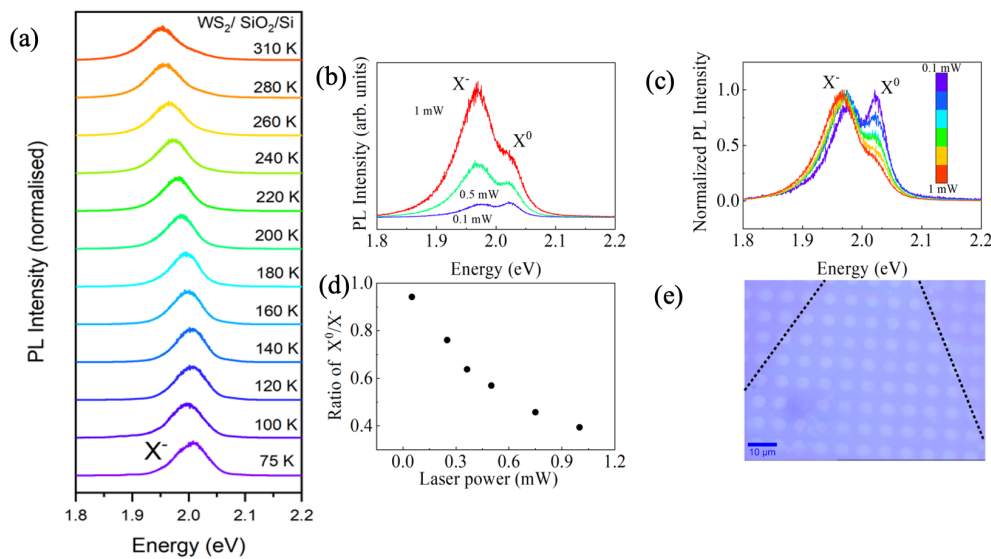 (a)
WS₂/ SiO₂/Si
310 K
280 K
260 K
240 K
220 K
200 K
180 K
160 K
140 K
120 K
100 K
75 K
X⁻
PL Intensity (normalised)
1.8 1.9 2.0 2.1 2.2
Energy (eV)
(b)
PL Intensity (arb. units)
X⁻
X⁰
1 mW
0.5 mW
0.1 mW
1.8 1.9 2.0 2.1 2.2
Energy (eV)
(c)
Normalized PL Intensity
1.0
0.5
0.0
X⁻
X⁰
0.1 mW
1 mW
1.8 1.9 2.0 2.1 2.2
Energy (eV)
(d)
Ratio of X⁰/X⁻
1.0
0.8
0.6
0.4
0.0 0.3 0.6 0.9 1.2
Laser power (mW)
(e)
10 µm